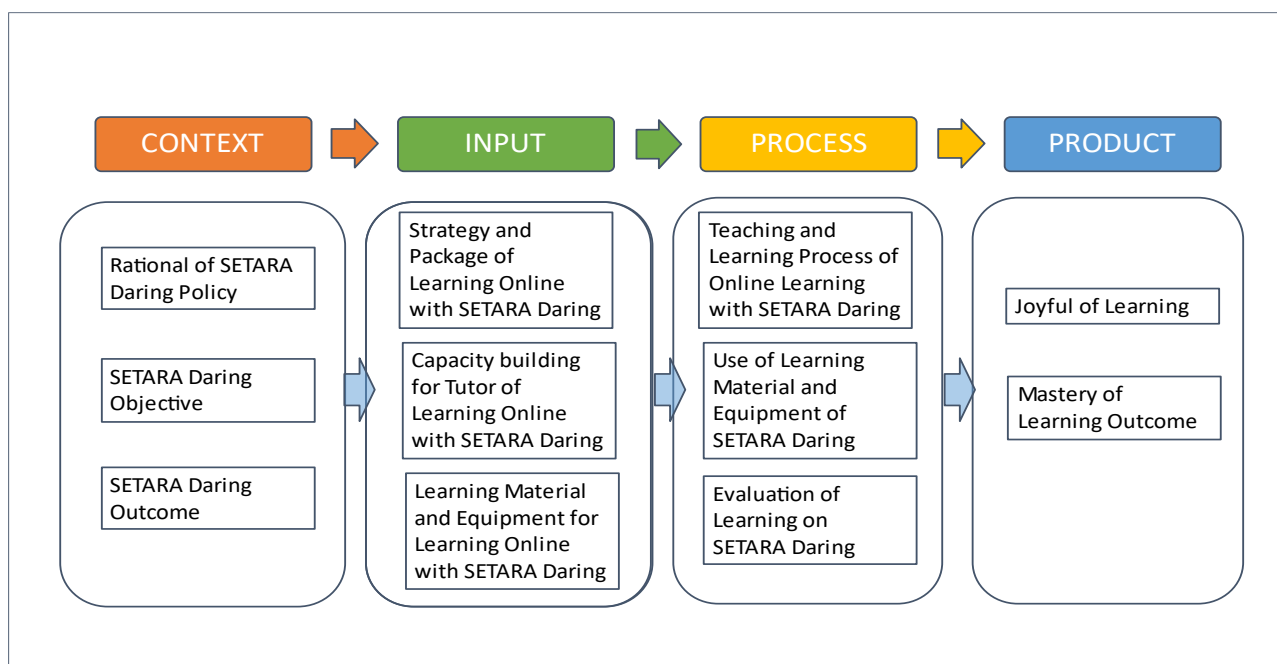 CONTEXT
INPUT
PROCESS
PRODUCT
Rational of SETARA
Daring Policy
SETARA Daring
Objective
SETARA Daring
Outcome
Strategy and
Package of
Learning Online
with SETARA Daring
Capacity building
for Tutor of
Learning Online
with SETARA Daring
Learning Material
and Equipment for
Learning Online
with SETARA Daring
Teaching and
Learning Process of
Online Learning
with SETARA Daring
Use of Learning
Material and
Equipment of
SETARA Daring
Evaluation of
Learning on
SETARA Daring
Joyful of Learning
Mastery of
Learning Outcome